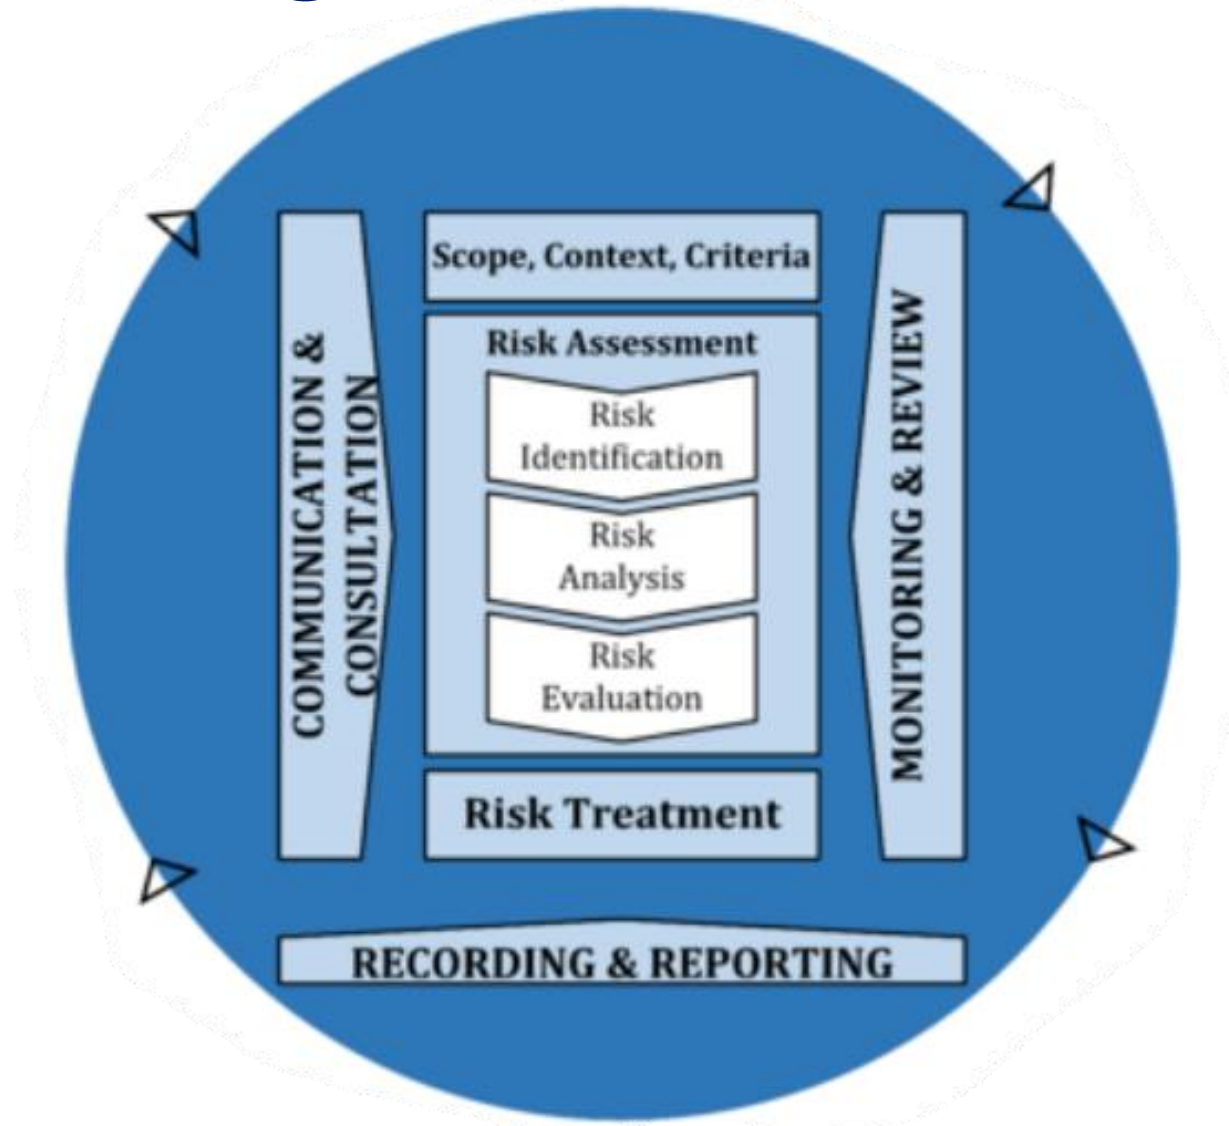 Scope, Context, Criteria
Risk Assessment
Risk
Identification
Risk
Analysis
Risk
Evaluation
Risk Treatment
COMMUNICATION &
CONSULTATION
MONITORING & REVIEW
RECORDING & REPORTING